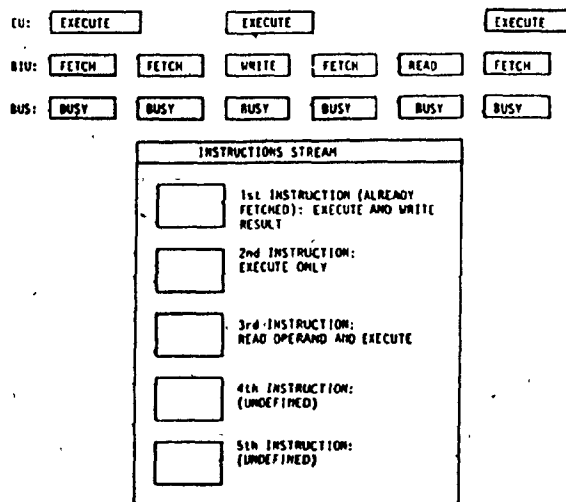 EU: EXECUTE EXECUTE EXECUTE
BIU: FETCH FETCH WRITE FETCH READ FETCH
BUS: BUSY BUSY BUSY BUSY BUSY BUSY
INSTRUCTIONS STREAM
1st INSTRUCTION (ALREADY
FETCHED): EXECUTE AND WRITE
RESULT
2nd INSTRUCTION:
EXECUTE ONLY
3rd INSTRUCTION:
READ OPERAND AND EXECUTE
4th INSTRUCTION:
(UNDEFINED)
5th INSTRUCTION:
(UNDEFINED)